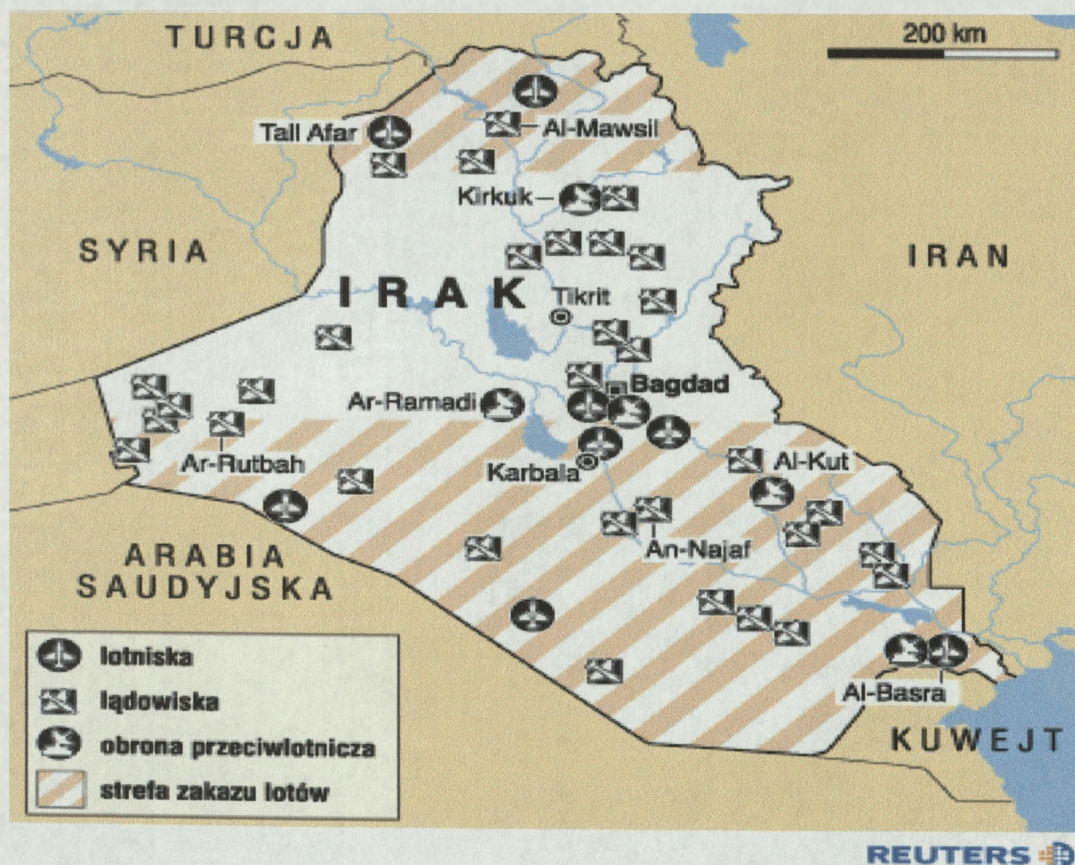 TURCJA
200 km
Tall Afar
Al-Mawsil
Kirkuk
SYRIA
IRAN
IRAK
Tikrit
Bagdad
Ar-Ramadi
Ar-Rutbah
Karbala
Al-Kut
An-Najaf
ARABIA
SAUDYJSKA
Al-Basra
KUWEJT
lotniska
lądowiska
obrona przeciwlotnicza
strefa zakazu lotów
REUTERS